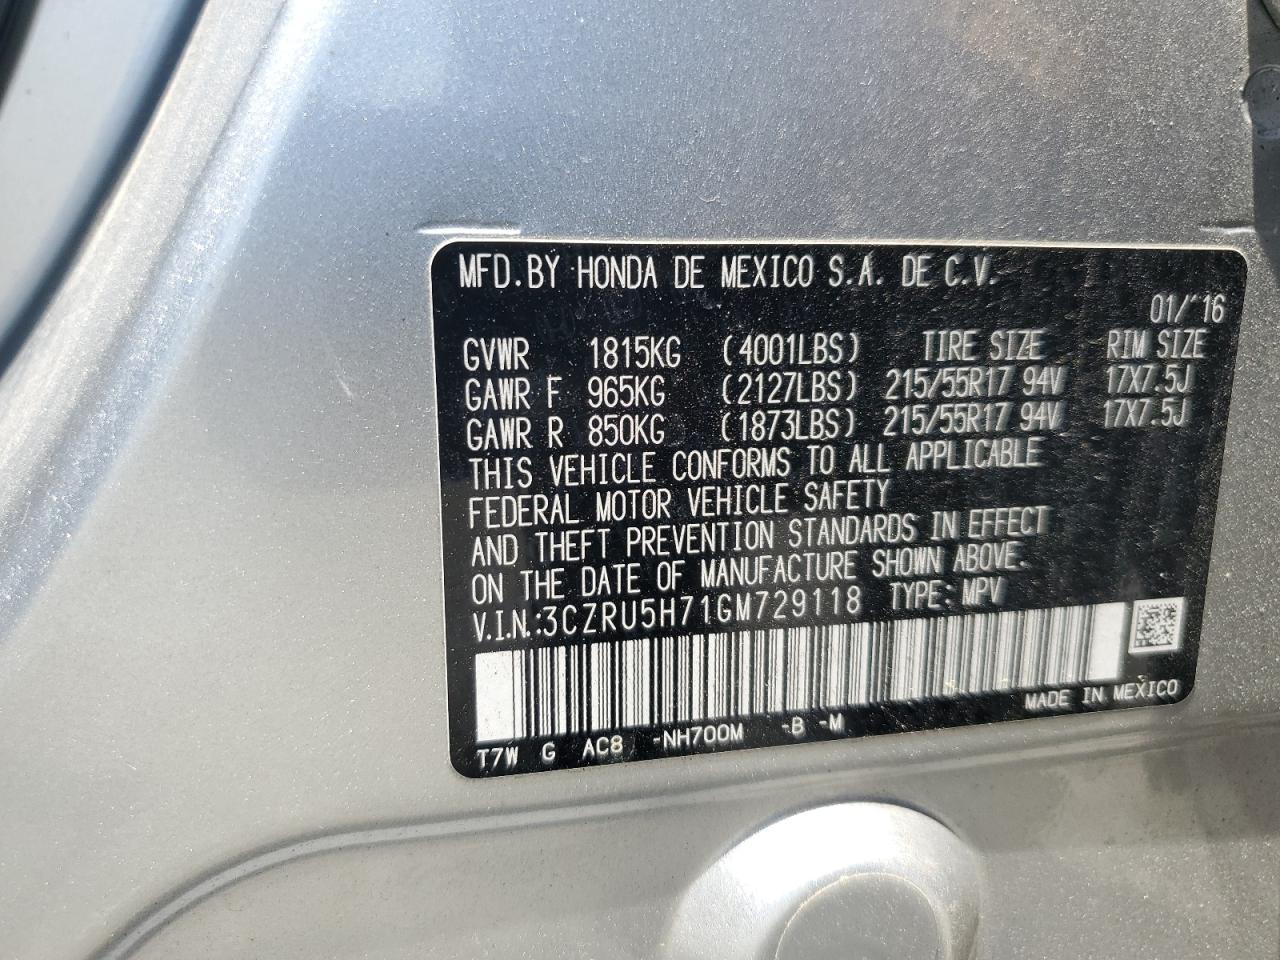 MFD. BY HONDA DE MEXICO S.A. DE C.V.
01/'16
GVWR 1815KG (4001LBS) TIRE SIZE RIM SIZE
GAWR F 965KG (2127LBS) 215/55R17 94V 17X7.5J
GAWR R 850KG (1873LBS) 215/55R17 94V 17X7.5J
THIS VEHICLE CONFORMS TO ALL APPLICABLE
FEDERAL MOTOR VEHICLE SAFETY
AND THEFT PREVENTION STANDARDS IN EFFECT
ON THE DATE OF MANUFACTURE SHOWN ABOVE.
V.I.N.:3CZRU5H71GM729118 TYPE: MPV
MADE IN MEXICO
T7W G AC8 -NH700M -B -M